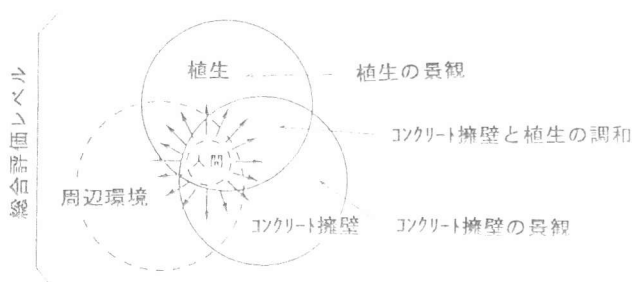 総合評価レベル
植生
植生の景観
コンクリート擁壁と植生の調和
人間
周辺環境
コンクリート擁壁
コンクリート擁壁の景観